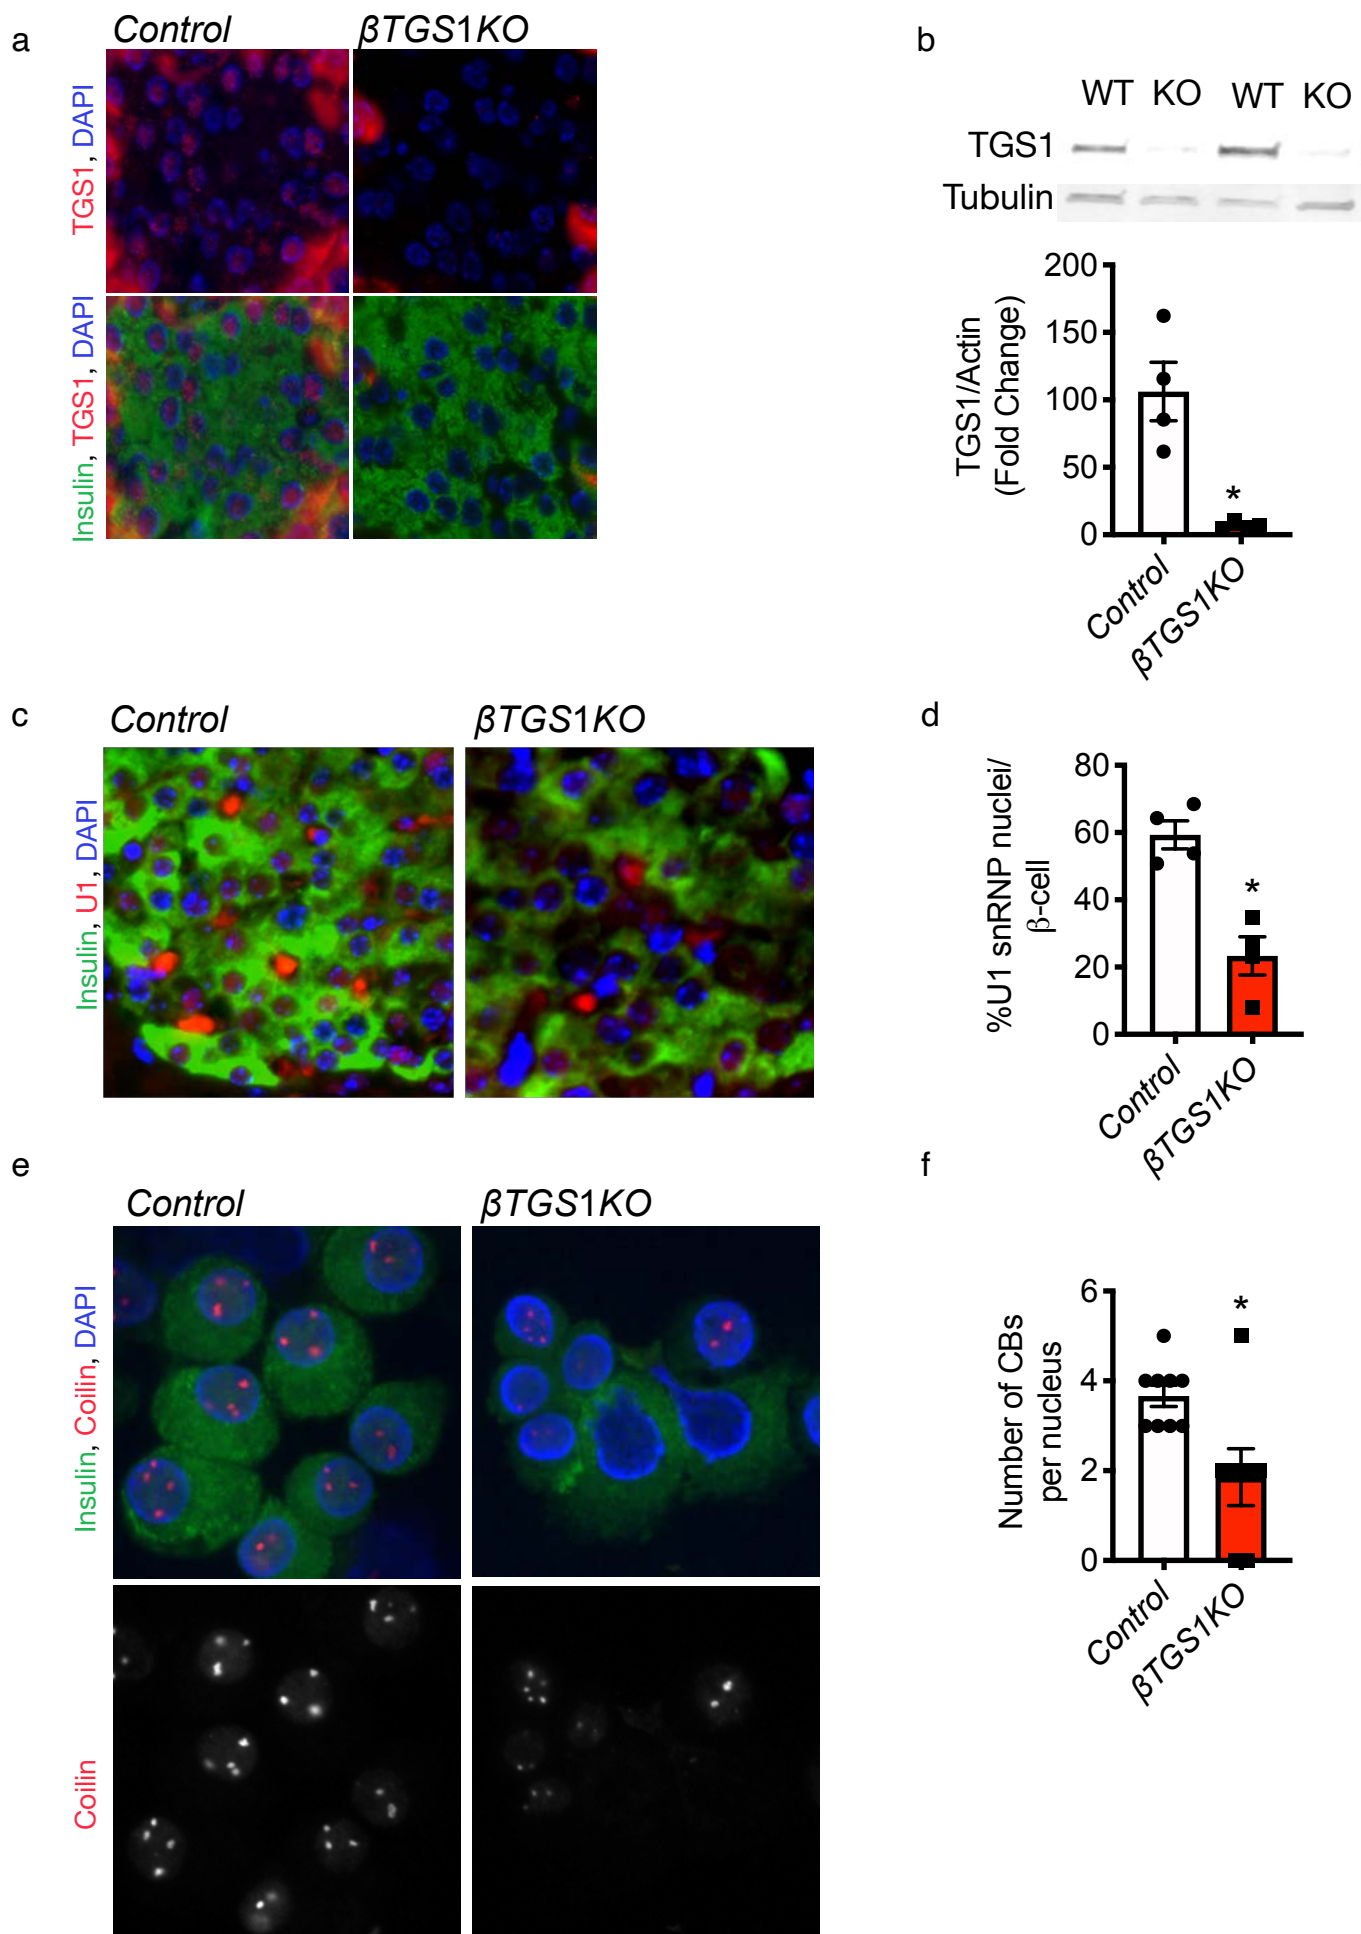 a
Control
βTGS1KO
TGS1, DAPI
Insulin, TGS1, DAPI
b
WT KO WT KO
TGS1
Tubulin
TGS1/Actin
(Fold Change)
200
150
100
50
0
*
Control
βTGS1KO
c
Control
βTGS1KO
Insulin, U1, DAPI
d
%U1 snRNP nuclei/
β-cell
80
60
40
20
0
*
Control
βTGS1KO
e
Control
βTGS1KO
Insulin, Coilin, DAPI
Coilin
f
Number of CBs
per nucleus
6
4
2
0
*
Control
βTGS1KO